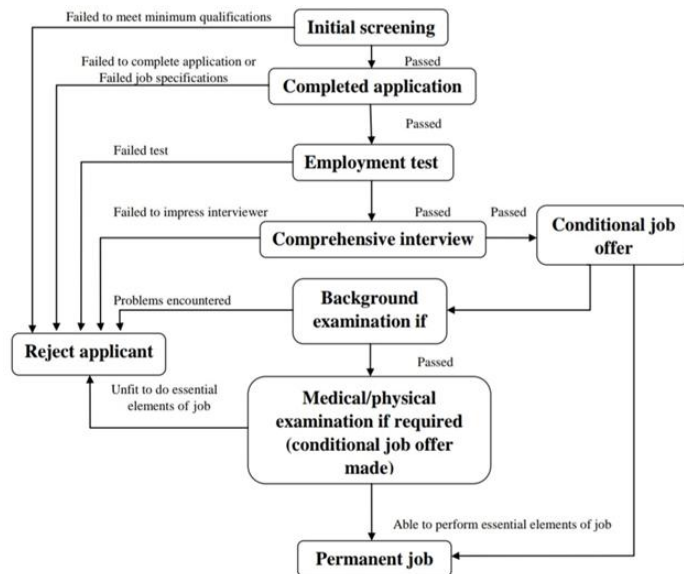 Failed to meet minimum qualifications
Initial screening
Failed to complete application or
Failed job specifications
Passed
Completed application
Passed
Failed test
Employment test
Failed to impress interviewer
Passed
Passed
Comprehensive interview
Conditional job
offer
Problems encountered
Background
examination if
Reject applicant
Passed
Unfit to do essential
elements of job
Medical/physical
examination if required
(conditional job offer
made)
Able to perform essential elements of job
Permanent job